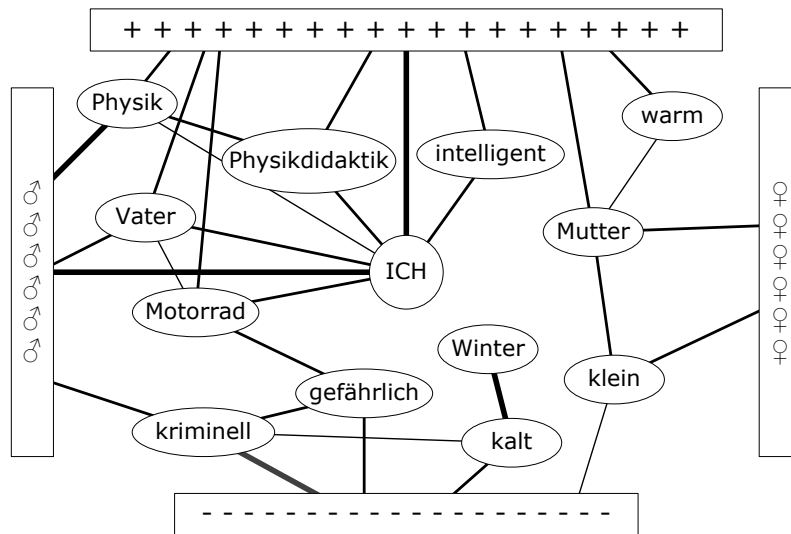 + + + + + + + + + + + + + + + + + + + +
Physik
warm
Physikdidaktik
intelligent
♂
♂
♂
♂
♂
♂
♀
♀
♀
♀
♀
♀
Vater
Mutter
ICH
Motorrad
Winter
klein
gefährlich
kriminell
kalt
- - - - - - - - - - - - - - - - - - - -